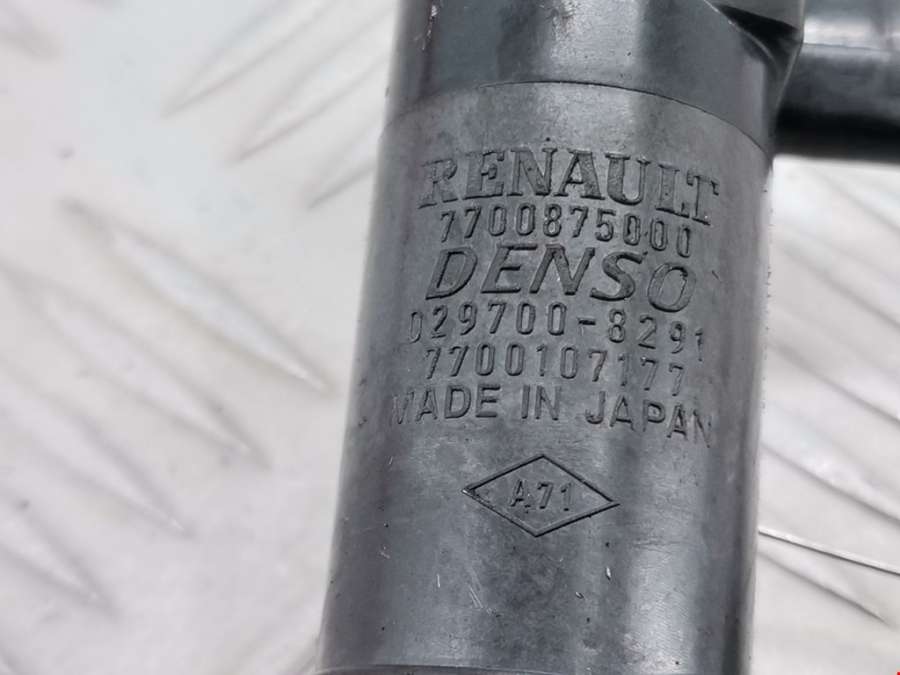 RENAULT
7700875000
DENSO
029700-8291
7700107177
MADE IN JAPAN
A71